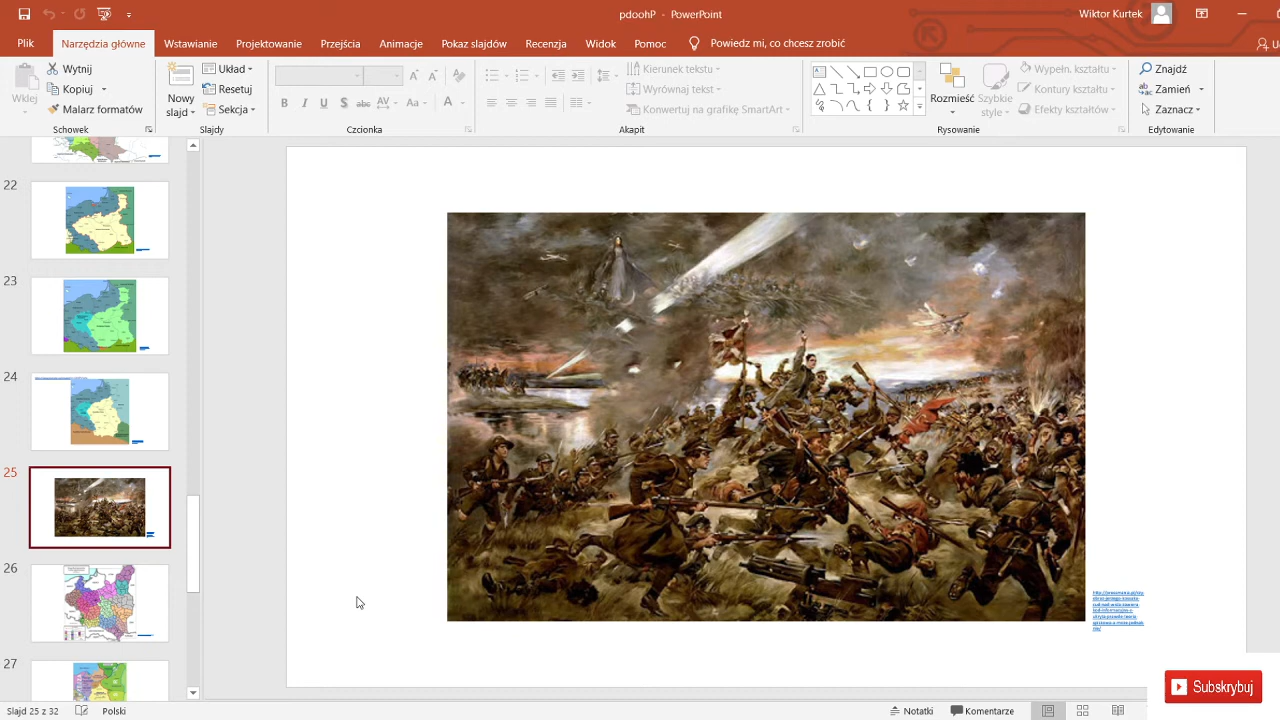 pdoohP - PowerPoint
Wiktor Kurtek
Plik
Narzędzia główne
Wstawianie
Projektowanie
Przejścia
Animacje
Pokaz slajdów
Recenzja
Widok
Pomoc
Powiedz mi, co chcesz zrobić
Wklej
Wytnij
Kopiuj
Malarz formatów
Schowek
Nowy
slajd
Układ
Resetuj
Sekcja
Slajdy
B I U S abc AV Aa A
Czcionka
Kierunek tekstu
Wyrównaj tekst
Konwertuj na grafikę SmartArt
Akapit
Rozmieść
Szybkie
style
Wypełn. kształtu
Kontury kształtu
Efekty kształtów
Rysowanie
Znajdź
Zamień
Zaznacz
Edytowanie
22
23
24
25
26
27
Subskrybuj
Slajd 25 z 32
Polski
Notatki
Komentarze